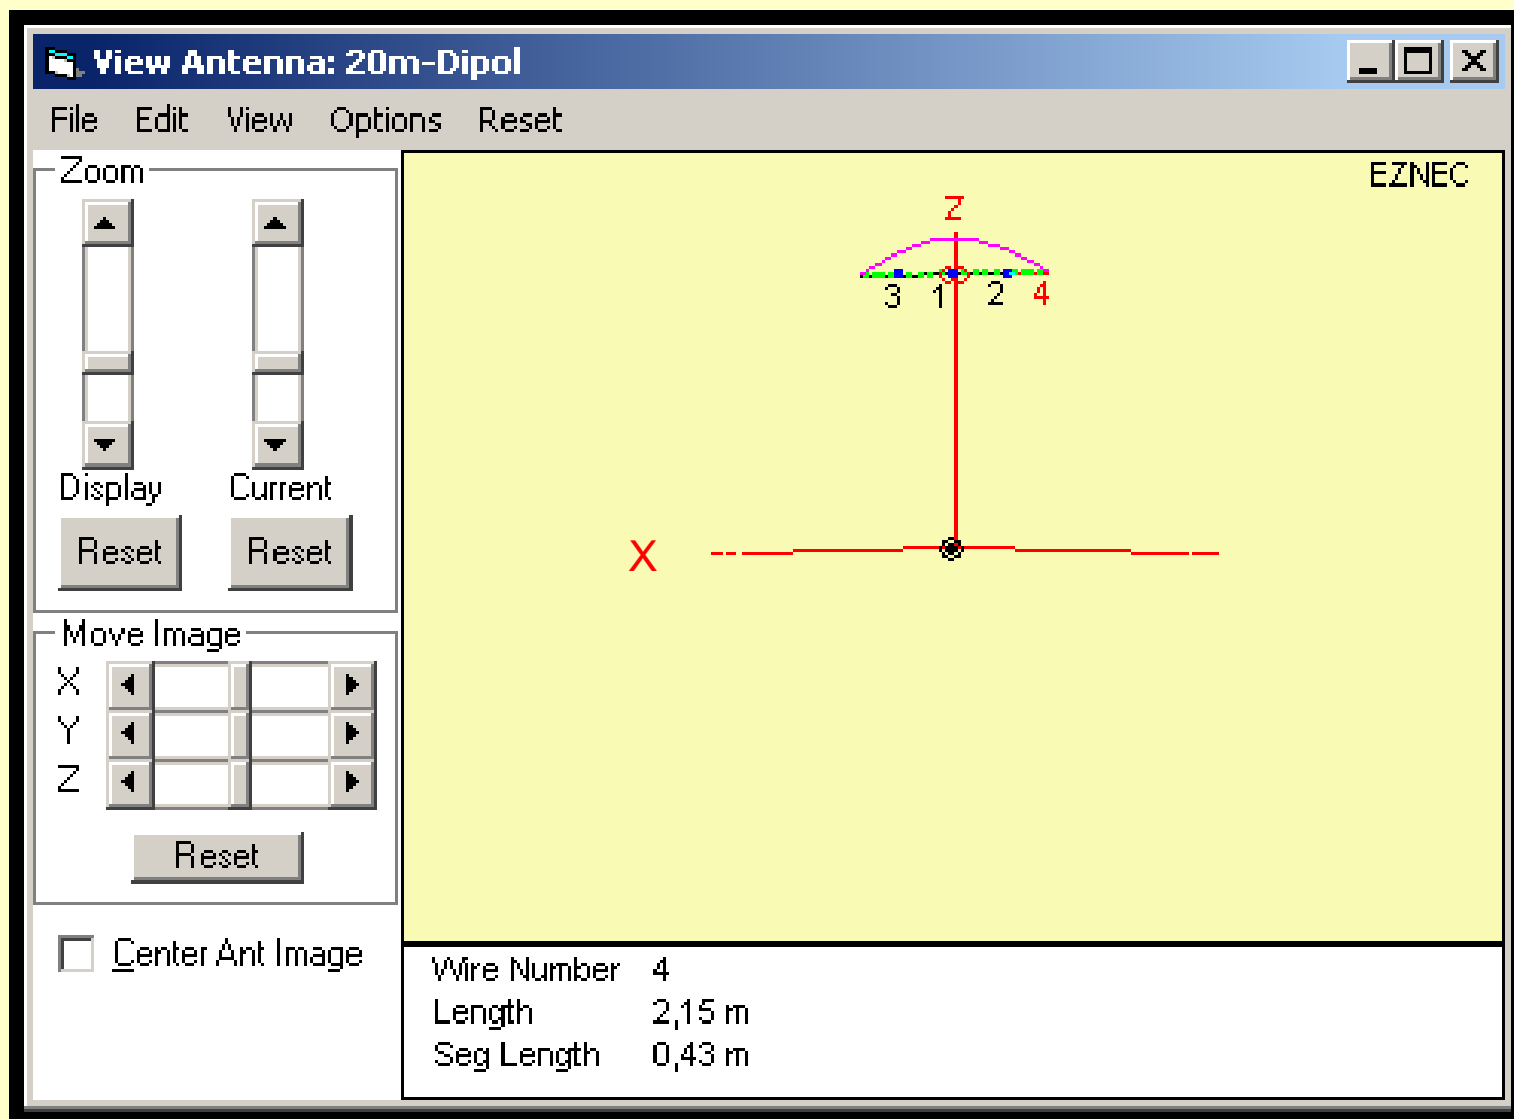 View Antenna: 20m-Dipol
File Edit View Options Reset
Zoom
Display Current
Reset Reset
Move Image
X
Y
Z
Reset
Center Ant Image
EZNEC
Z
3 1 2 4
X
Wire Number 4
Length 2,15 m
Seg Length 0,43 m